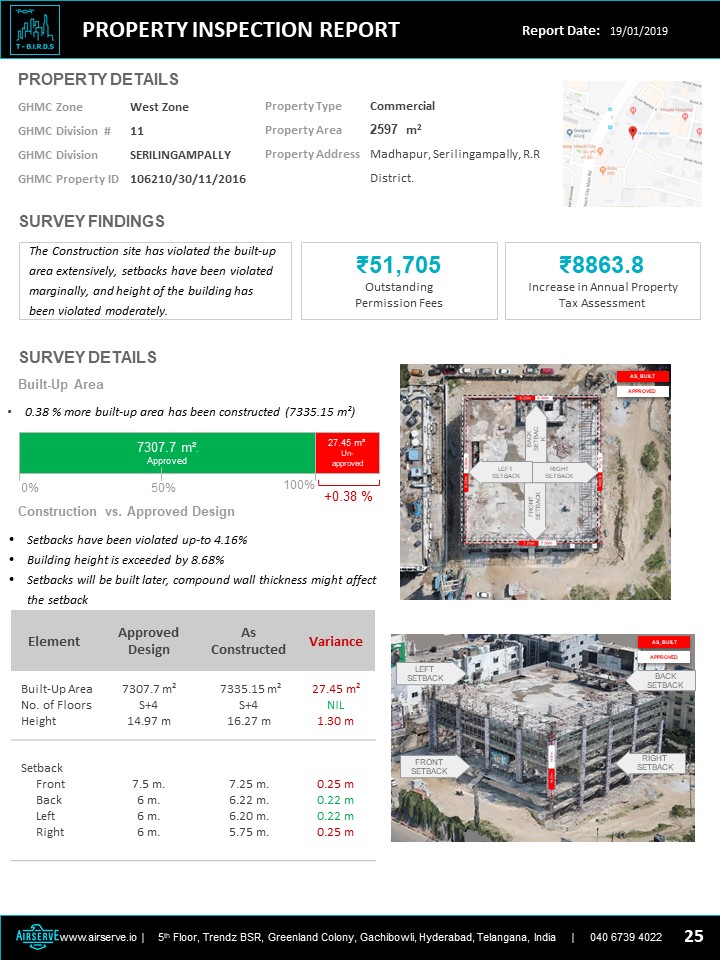 T - B.I.R.D.S
PROPERTY INSPECTION REPORT
Report Date: 19/01/2019
PROPERTY DETAILS
GHMC Zone West Zone
GHMC Division # 11
GHMC Division SERILINGAMPALLY
GHMC Property ID 106210/30/11/2016
Property Type Commercial
Property Area 2597 m²
Property Address Madhapur, Serilingampally, R.R
District.
SURVEY FINDINGS
The Construction site has violated the built-up
area extensively, setbacks have been violated
marginally, and height of the building has
been violated moderately.
₹51,705
Outstanding
Permission Fees
₹8863.8
Increase in Annual Property
Tax Assessment
SURVEY DETAILS
Built-Up Area
• 0.38 % more built-up area has been constructed (7335.15 m²)
7307.7 m².
Approved
27.45 m²
Un-
approved
0% 50% 100%
+0.38 %
Construction vs. Approved Design
• Setbacks have been violated up-to 4.16%
• Building height is exceeded by 8.68%
• Setbacks will be built later, compound wall thickness might affect
the setback
Element Approved Design As Constructed Variance
Built-Up Area 7307.7 m² 7335.15 m² 27.45 m²
No. of Floors S+4 S+4 NIL
Height 14.97 m 16.27 m 1.30 m
Setback
Front 7.5 m. 7.25 m. 0.25 m
Back 6 m. 6.22 m. 0.22 m
Left 6 m. 6.20 m. 0.22 m
Right 6 m. 5.75 m. 0.25 m
AS_BUILT
APPROVED
BACK
SETBAC
K
LEFT
SETBACK
RIGHT
SETBACK
FRONT
SETBACK
AS_BUILT
APPROVED
LEFT
SETBACK
BACK
SETBACK
FRONT
SETBACK
RIGHT
SETBACK
AIRSERVE
www.airserve.io | 5th Floor, Trendz BSR, Greenland Colony, Gachibowli, Hyderabad, Telangana, India | 040 6739 4022 25